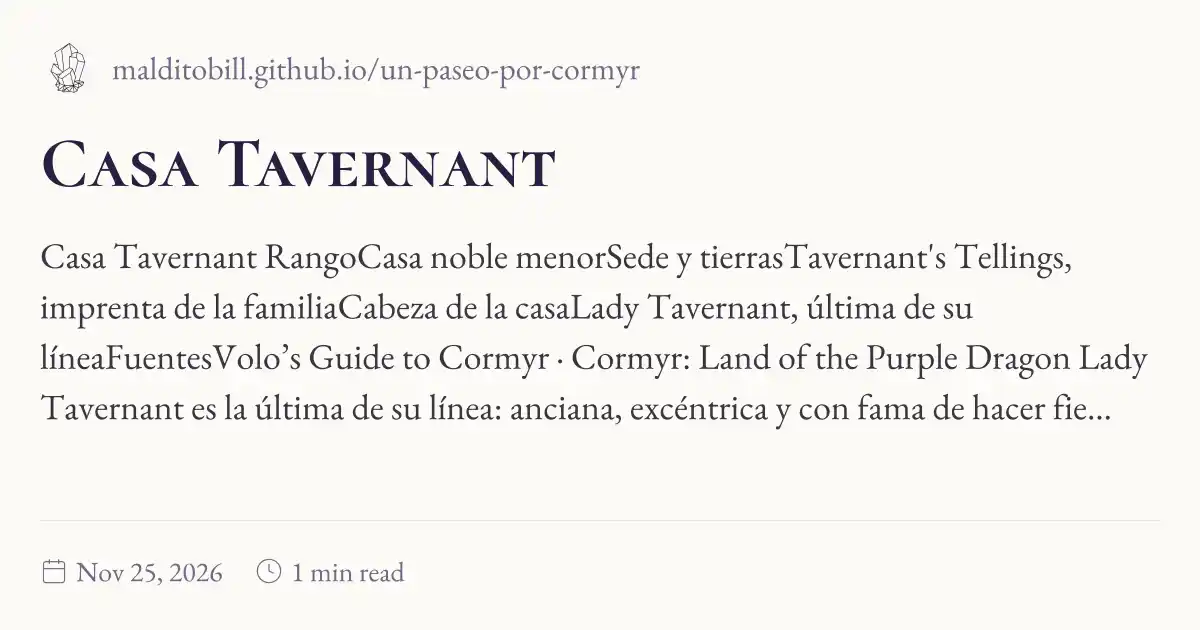 malditobill.github.io/un-paseo-por-cormyr
Casa Tavernant
Casa Tavernant RangoCasa noble menorSede y tierrasTavernant's Tellings,
imprenta de la familiaCabeza de la casaLady Tavernant, última de su
líneaFuentesVolo’s Guide to Cormyr · Cormyr: Land of the Purple Dragon Lady
Tavernant es la última de su línea: anciana, excéntrica y con fama de hacer fie...
Nov 25, 2026
1 min read